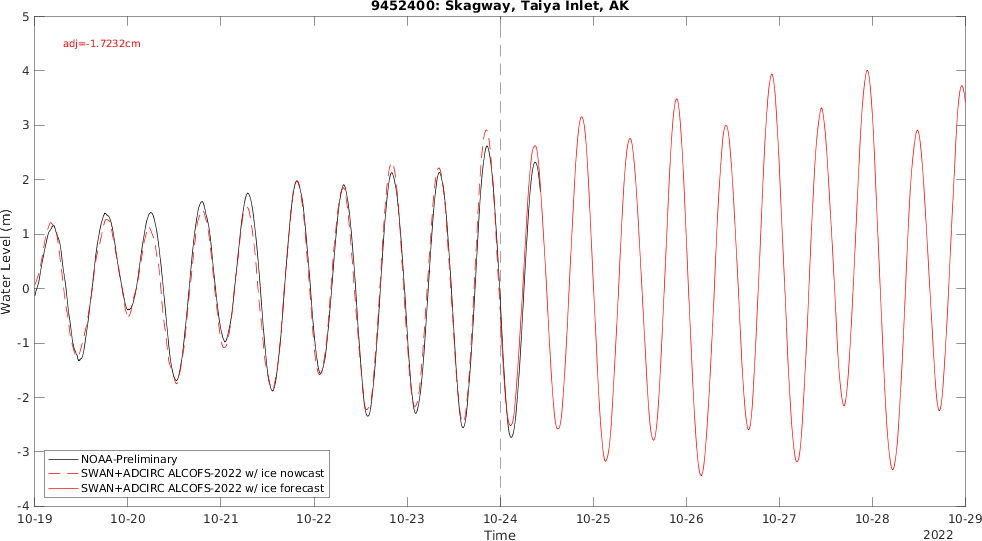 9452400: Skagway, Taiya Inlet, AK
5
adj=-1.7232cm
4
3
2
1
0
-1
-2
-3
-4
Water Level (m)
NOAA-Preliminary
SWAN+ADCIRC ALCOFS-2022 w/ ice nowcast
SWAN+ADCIRC ALCOFS-2022 w/ ice forecast
10-19 10-20 10-21 10-22 10-23 10-24 10-25 10-26 10-27 10-28 10-29
Time
2022